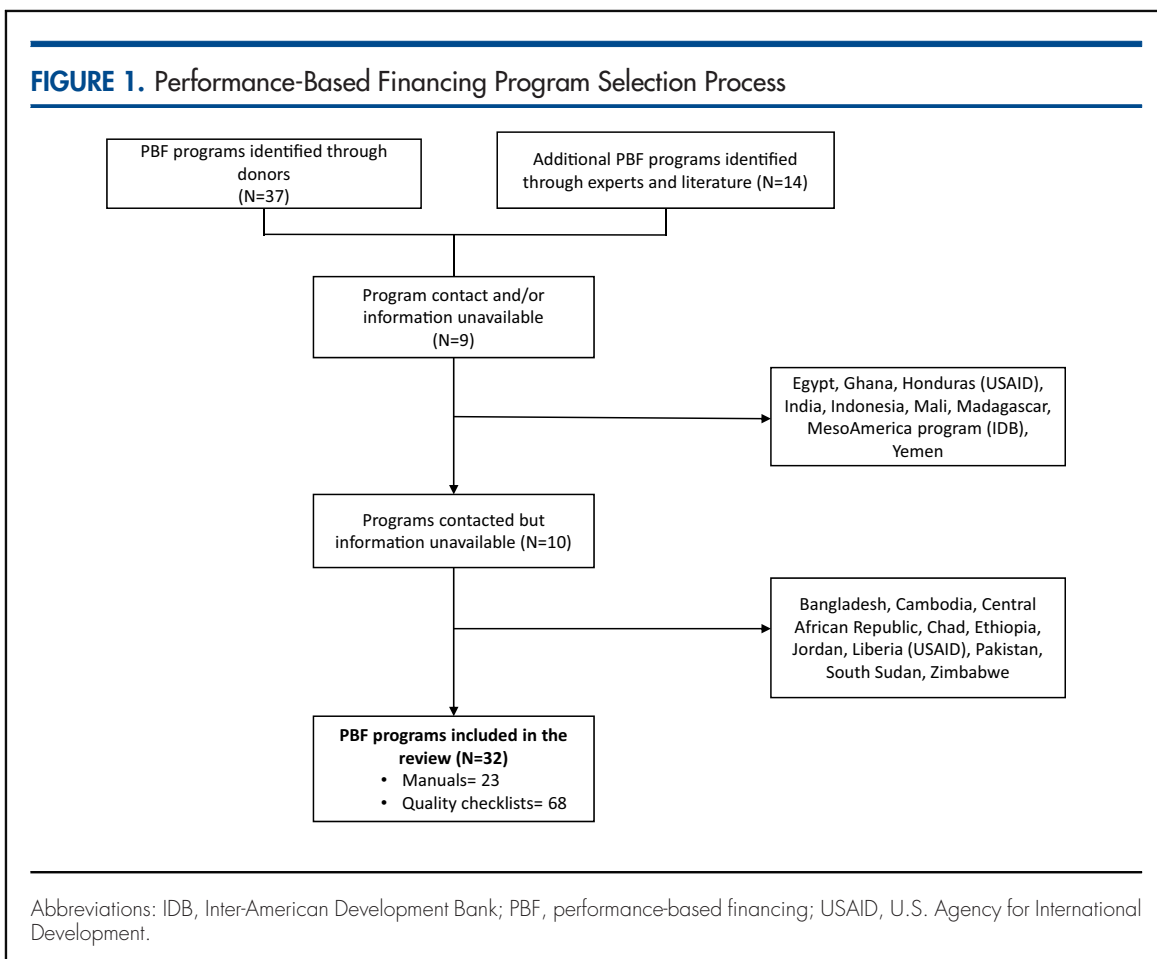 FIGURE 1. Performance-Based Financing Program Selection Process
PBF programs identified through
donors
(N=37)
Additional PBF programs identified
through experts and literature (N=14)
Program contact and/or
information unavailable
(N=9)
Egypt, Ghana, Honduras (USAID),
India, Indonesia, Mali, Madagascar,
MesoAmerica program (IDB),
Yemen
Programs contacted but
information unavailable (N=10)
Bangladesh, Cambodia, Central
African Republic, Chad, Ethiopia,
Jordan, Liberia (USAID), Pakistan,
South Sudan, Zimbabwe
PBF programs included in the
review (N=32)
• Manuals= 23
• Quality checklists= 68
Abbreviations: IDB, Inter-American Development Bank; PBF, performance-based financing; USAID, U.S. Agency for International
Development.